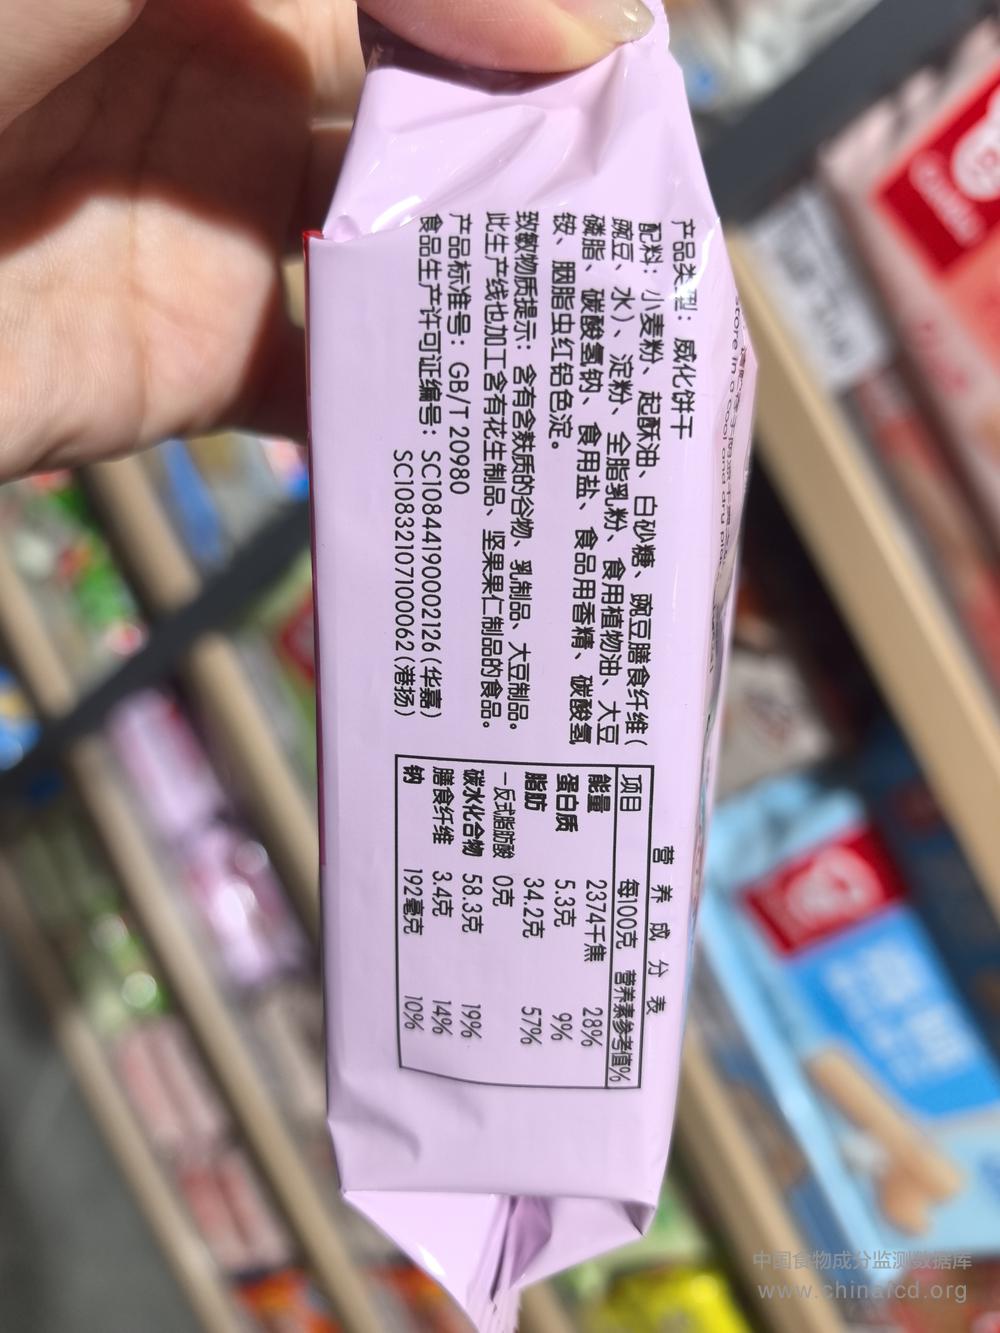 产品类型：威化饼干
配料：小麦粉、起酥油、白砂糖、豌豆膳食纤维（
豌豆、水）、淀粉、全脂乳粉、食用植物油、大豆
磷脂、碳酸氢钠、食用盐、食品用香精、碳酸氢
铵、胭脂虫红铝色淀。
致敏物质提示：含有含麸质的谷物、乳制品、大豆制品。
此生产线也加工含有花生制品、坚果果仁制品的食品。
产品标准号：GB/T 20980
食品生产许可证编号：SC10844190002126(华嘉)
SC10832107100062(港扬)
营养成分表
项目 每100克 营养素参考值%
能量 2374千焦 28%
蛋白质 5.3克 9%
脂肪 34.2克 57%
－反式脂肪酸 0克
碳水化合物 58.3克 19%
膳食纤维 3.4克 14%
钠 192毫克 10%
Store in a cool and dry
中国食物成分监测数据库
www.chinafcd.org